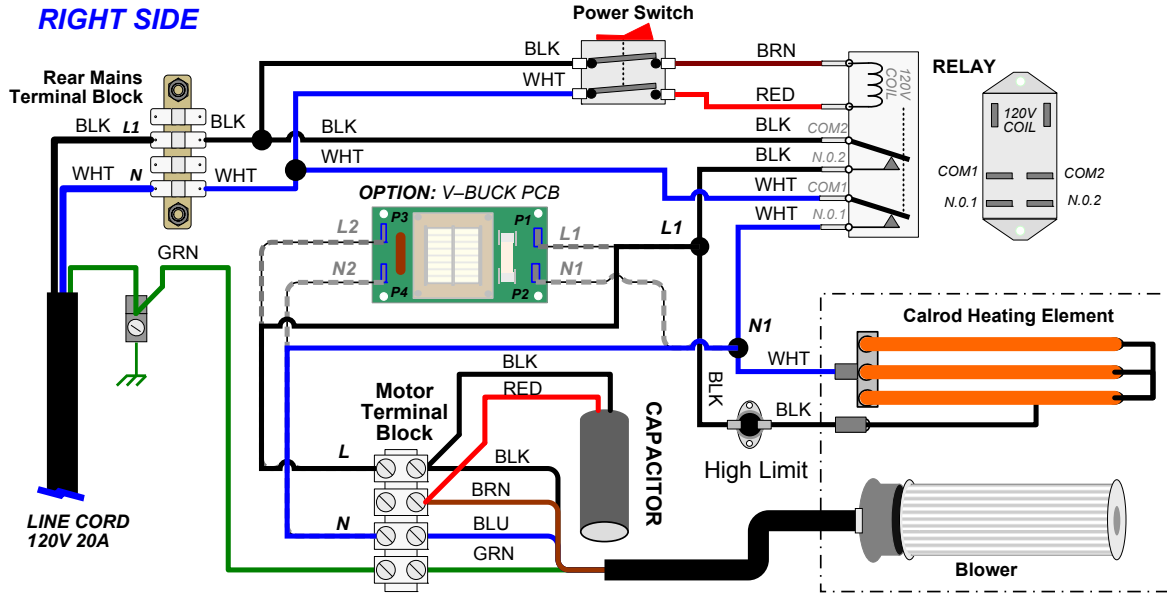 RIGHT SIDE
Power Switch
Rear Mains
Terminal Block
BLK
WHT
BRN
RED
120V
COIL
RELAY
120V
COIL
BLK L1
BLK
BLK
BLK COM2
BLK N.0.2
WHT N
WHT
WHT
WHT COM1
WHT N.0.1
COM1
COM2
N.0.1
N.0.2
OPTION: V–BUCK PCB
L2
P3
P1
L1
L1
N2
P4
P2
N1
GRN
N1
WHT
Calrod Heating Element
BLK
RED
BLK
BLK
High Limit
Motor
Terminal
Block
CAPACITOR
L
BLK
BRN
N
BLU
GRN
LINE CORD
120V 20A
Blower